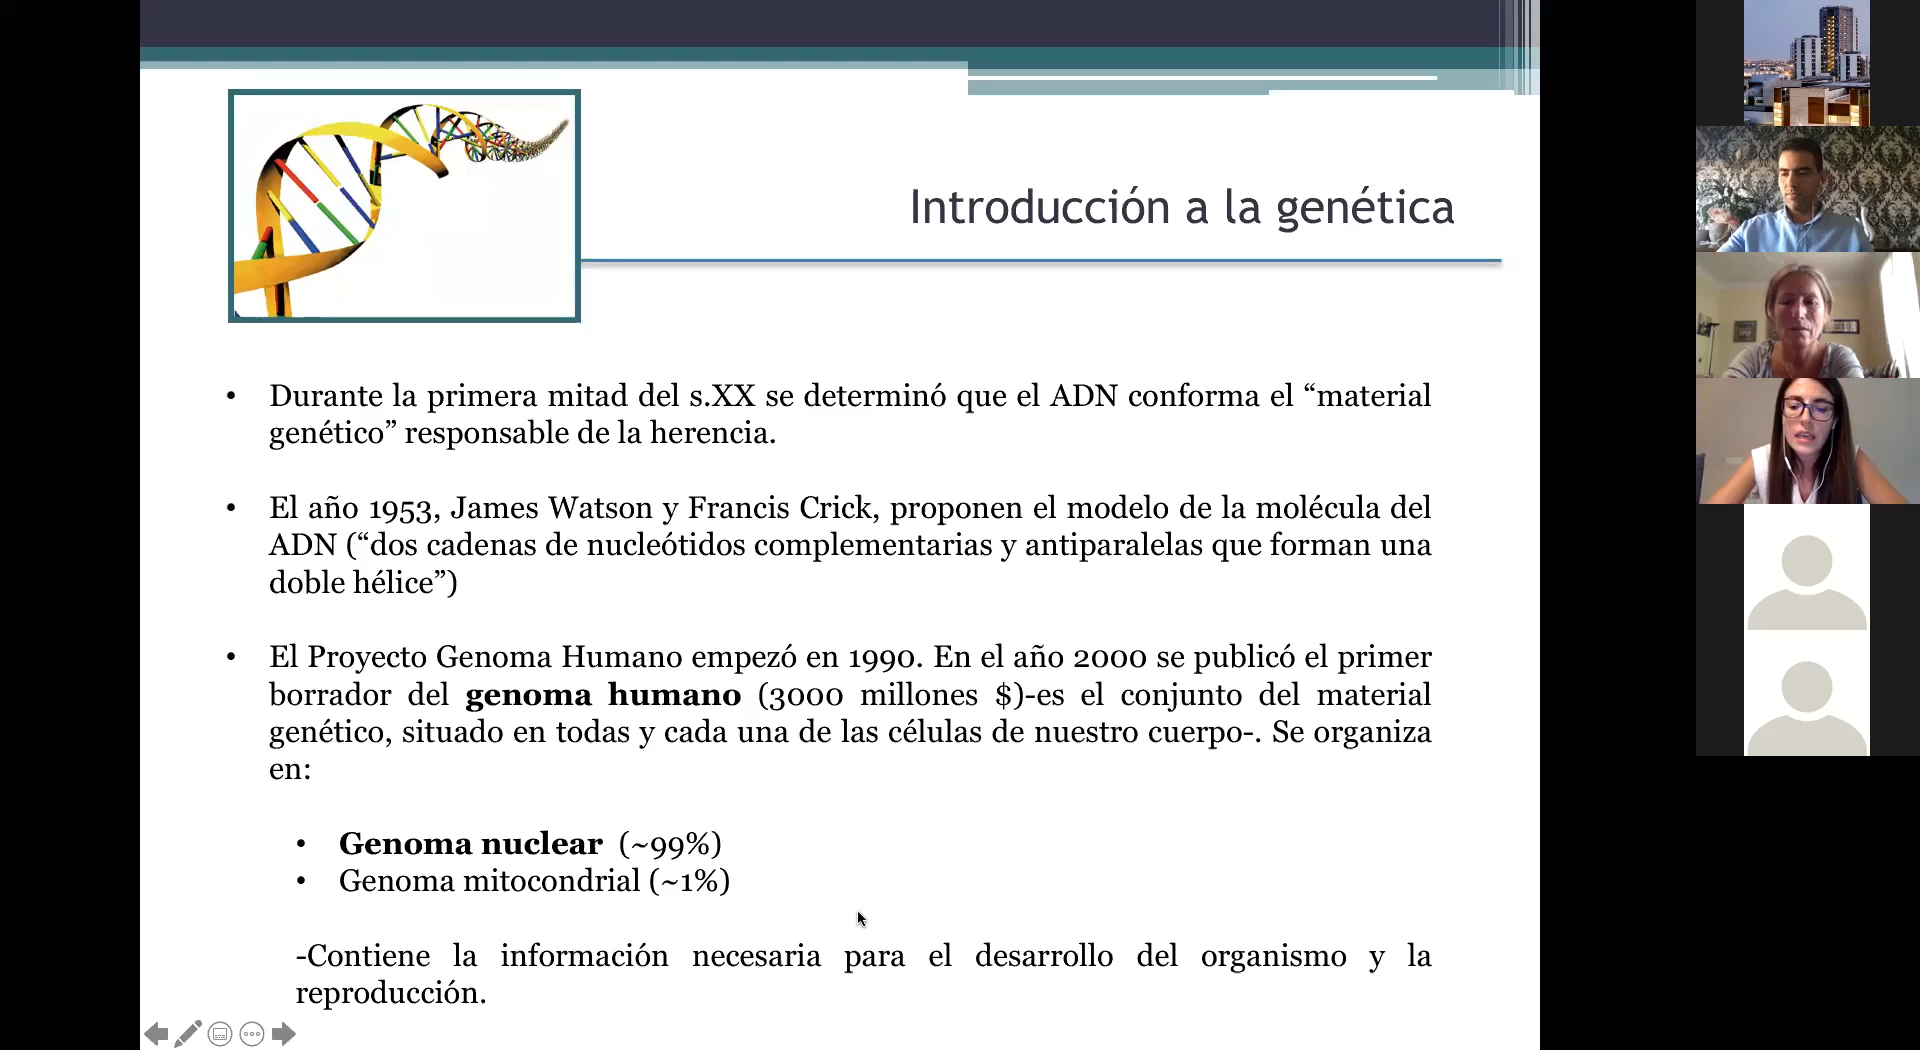 Introducción a la genética
• Durante la primera mitad del s.XX se determinó que el ADN conforma el “material
genético” responsable de la herencia.
• El año 1953, James Watson y Francis Crick, proponen el modelo de la molécula del
ADN (“dos cadenas de nucleótidos complementarias y antiparalelas que forman una
doble hélice”)
• El Proyecto Genoma Humano empezó en 1990. En el año 2000 se publicó el primer
borrador del genoma humano (3000 millones $)-es el conjunto del material
genético, situado en todas y cada una de las células de nuestro cuerpo-. Se organiza
en:
• Genoma nuclear (~99%)
• Genoma mitocondrial (~1%)
-Contiene la información necesaria para el desarrollo del organismo y la
reproducción.